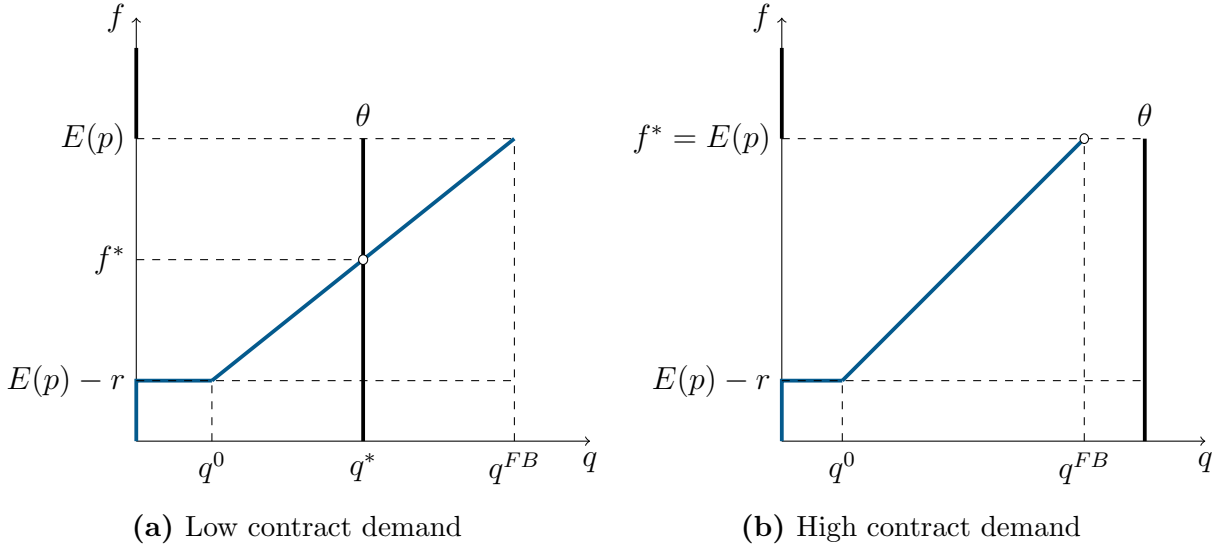 f
θ
E(p)
f*
E(p) − r
q⁰
q*
q^{FB}
q
(a) Low contract demand
f
θ
f* = E(p)
E(p) − r
q⁰
q^{FB}
q
(b) High contract demand